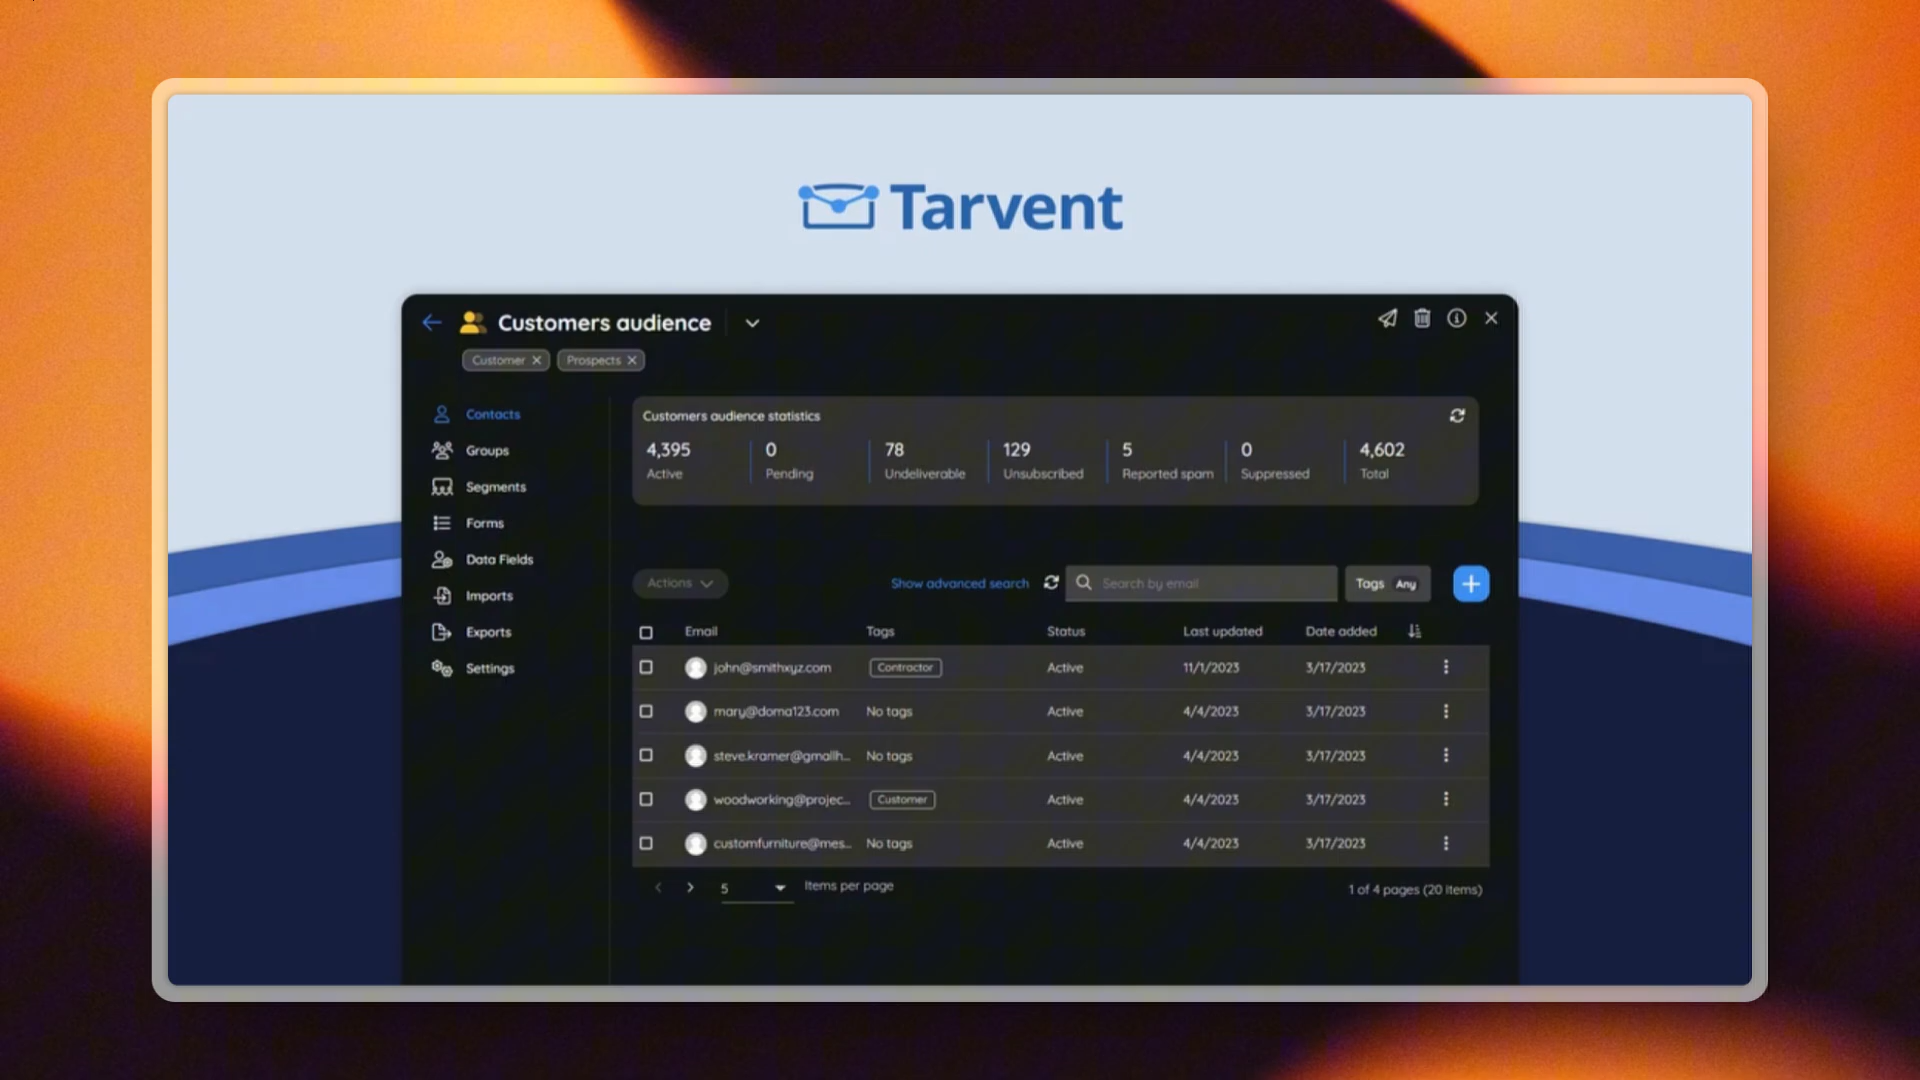 Tarvent
Customers audience
Customer
Prospects
Contacts
Groups
Segments
Forms
Data Fields
Imports
Exports
Settings
Customers audience statistics
4,395 0 78 129 5 0 4,602
Active Pending Undeliverable Unsubscribed Reported spam Suppressed Total
Actions Show advanced search Search by email Tags Any
Email Tags Status Last updated Date added
john@smithxyz.com Contractor Active 11/1/2023 3/17/2023
mary@doma123.com No tags Active 4/4/2023 3/17/2023
steve.kramer@gmailh... No tags Active 4/4/2023 3/17/2023
woodworking@projec... Customer Active 4/4/2023 3/17/2023
customfurniture@mes... No tags Active 4/4/2023 3/17/2023
5 Items per page 1 of 4 pages (20 items)